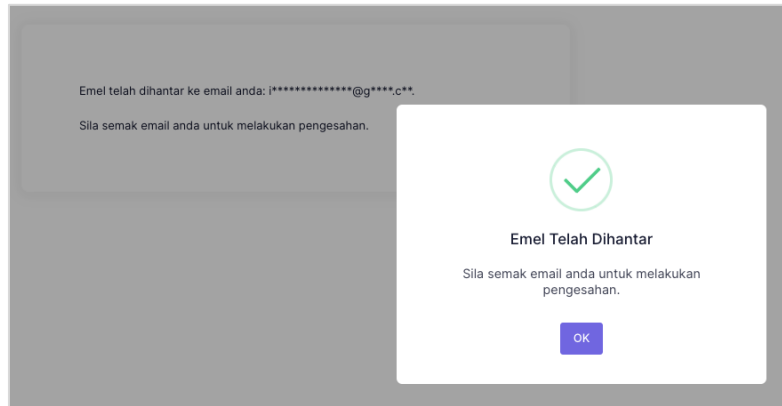 Emel telah dihantar ke email anda: i**************@g****.c**.
Sila semak email anda untuk melakukan pengesahan.
Emel Telah Dihantar
Sila semak email anda untuk melakukan
pengesahan.
OK